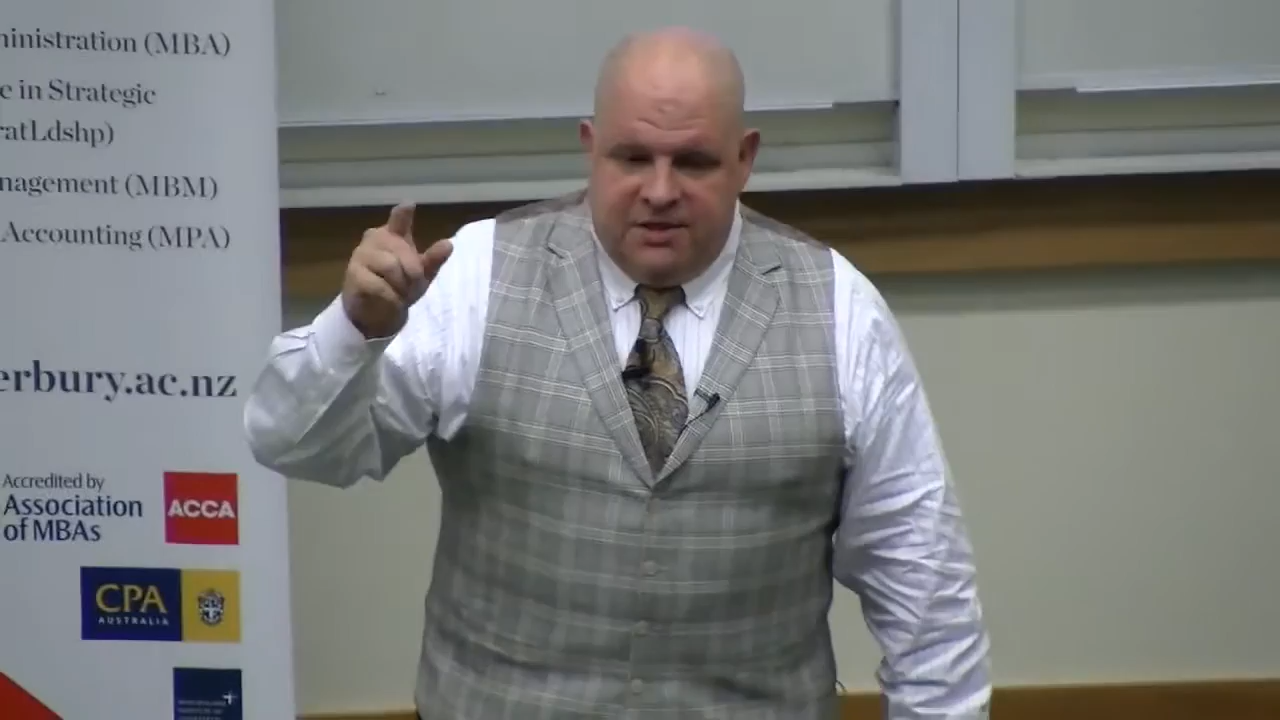 ministration (MBA)
e in Strategic
ratLdshp)
nagement (MBM)
Accounting (MPA)
erbury.ac.nz
Accredited by
Association
of MBAs
ACCA
CPA
AUSTRALIA